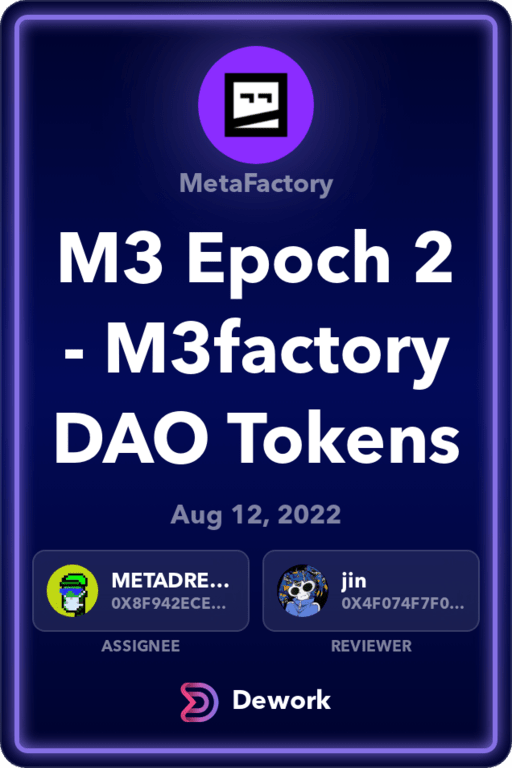 MetaFactory
M3 Epoch 2
- M3factory
DAO Tokens
Aug 12, 2022
METADRE...
0X8F942ECE...
jin
0X4F074F7F0...
ASSIGNEE
REVIEWER
Dework